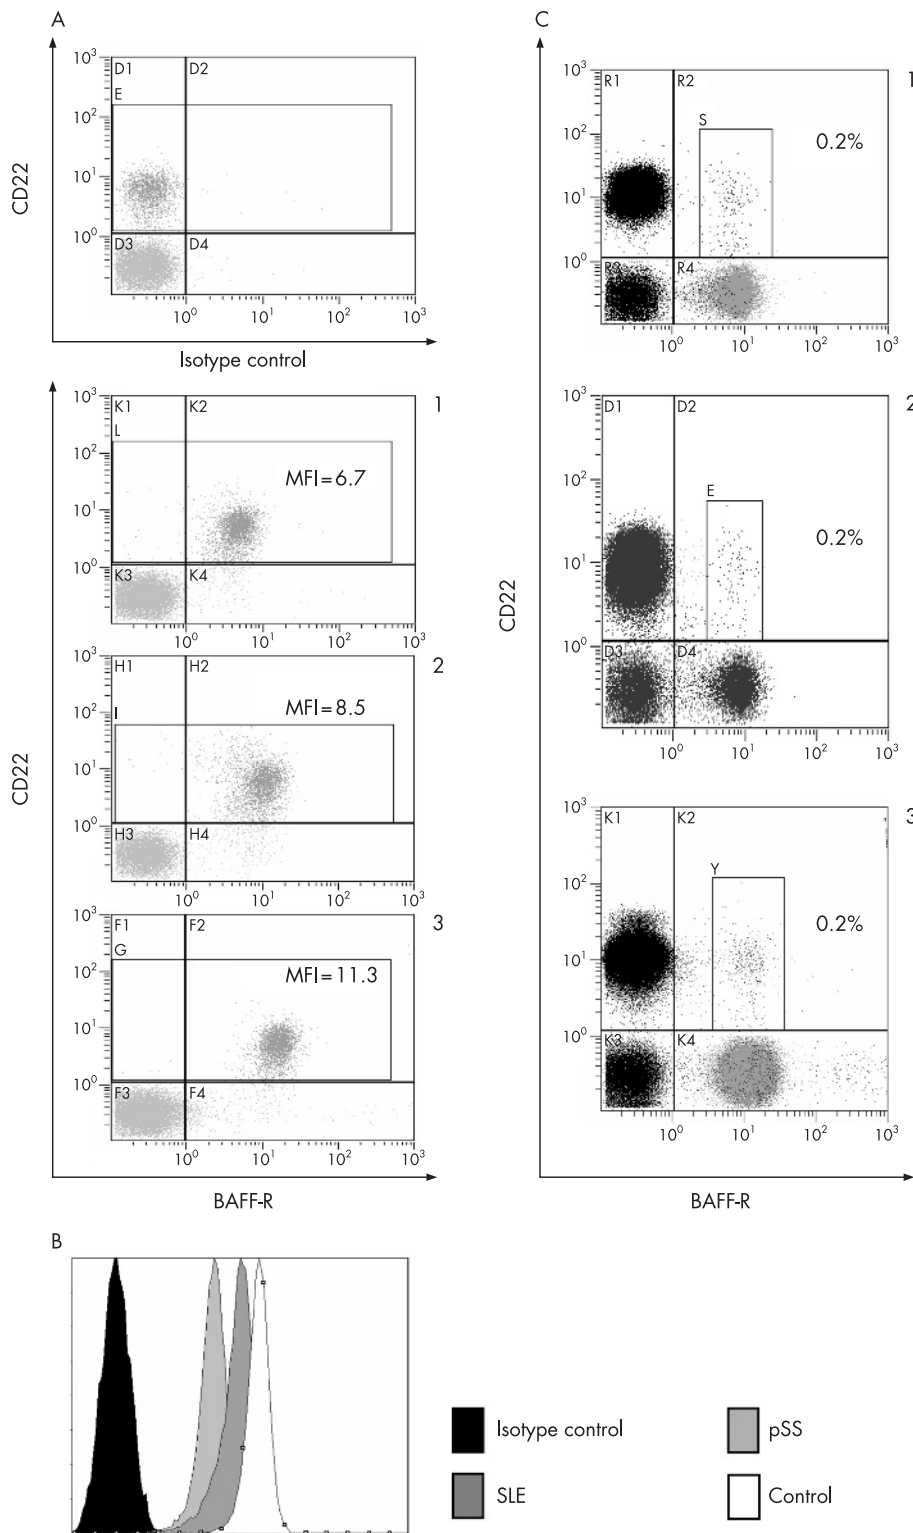 A
10³
10²
10¹
10⁰
D1
D2
E
D3
D4
10⁰
10¹
10²
10³
CD22
Isotype control
1
10³
10²
10¹
10⁰
K1
K2
L
MFI = 6.7
K3
K4
10⁰
10¹
10²
10³
2
10³
10²
10¹
10⁰
H1
H2
I
MFI = 8.5
H3
H4
10⁰
10¹
10²
10³
CD22
3
10³
10²
10¹
10⁰
F1
F2
G
MFI = 11.3
F3
F4
10⁰
10¹
10²
10³
BAFF-R
C
1
10³
10²
10¹
10⁰
R1
R2
S
0.2%
R4
10⁰
10¹
10²
10³
2
10³
10²
10¹
10⁰
D1
D2
E
0.2%
D3
D4
10⁰
10¹
10²
10³
CD22
3
10³
10²
10¹
10⁰
K1
K2
Y
0.2%
K3
K4
10⁰
10¹
10²
10³
BAFF-R
B
Isotype control
pSS
SLE
Control